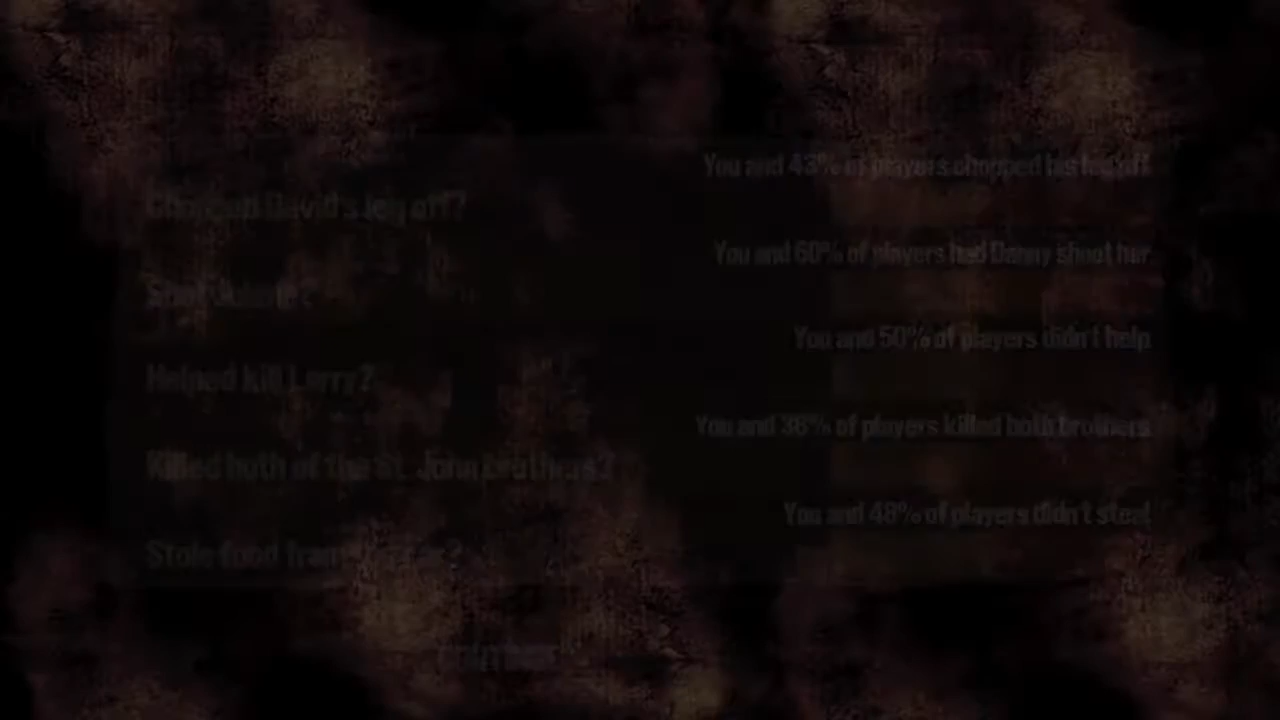 Chopped David's leg off?
You and 43% of players chopped his leg off
Shot
You and 60% of players had Danny shoot her
Helped kill Larry?
You and 50% of players didn't help
Killed both of the St. John brothers?
You and of players killed both brothers
Stole food from
You and 48% of players didn't steal